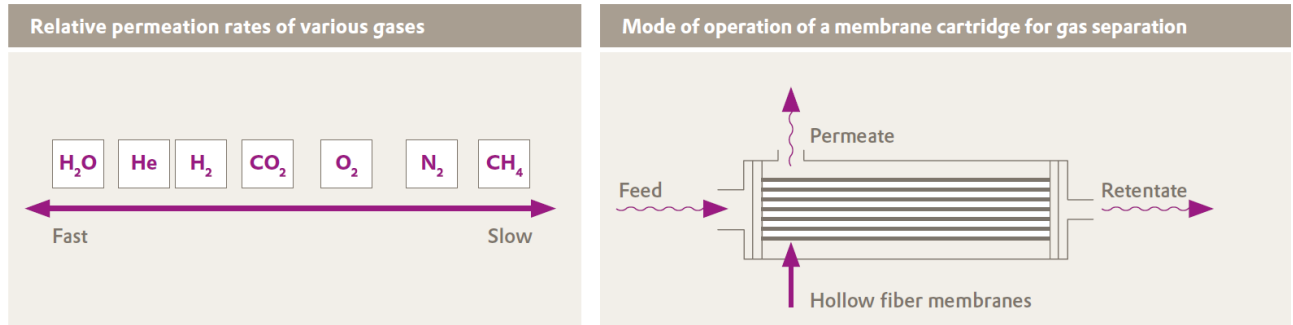 Relative permeation rates of various gases
H₂O He H₂ CO₂ O₂ N₂ CH₄
Fast Slow
Mode of operation of a membrane cartridge for gas separation
Permeate
Feed Retentate
Hollow fiber membranes